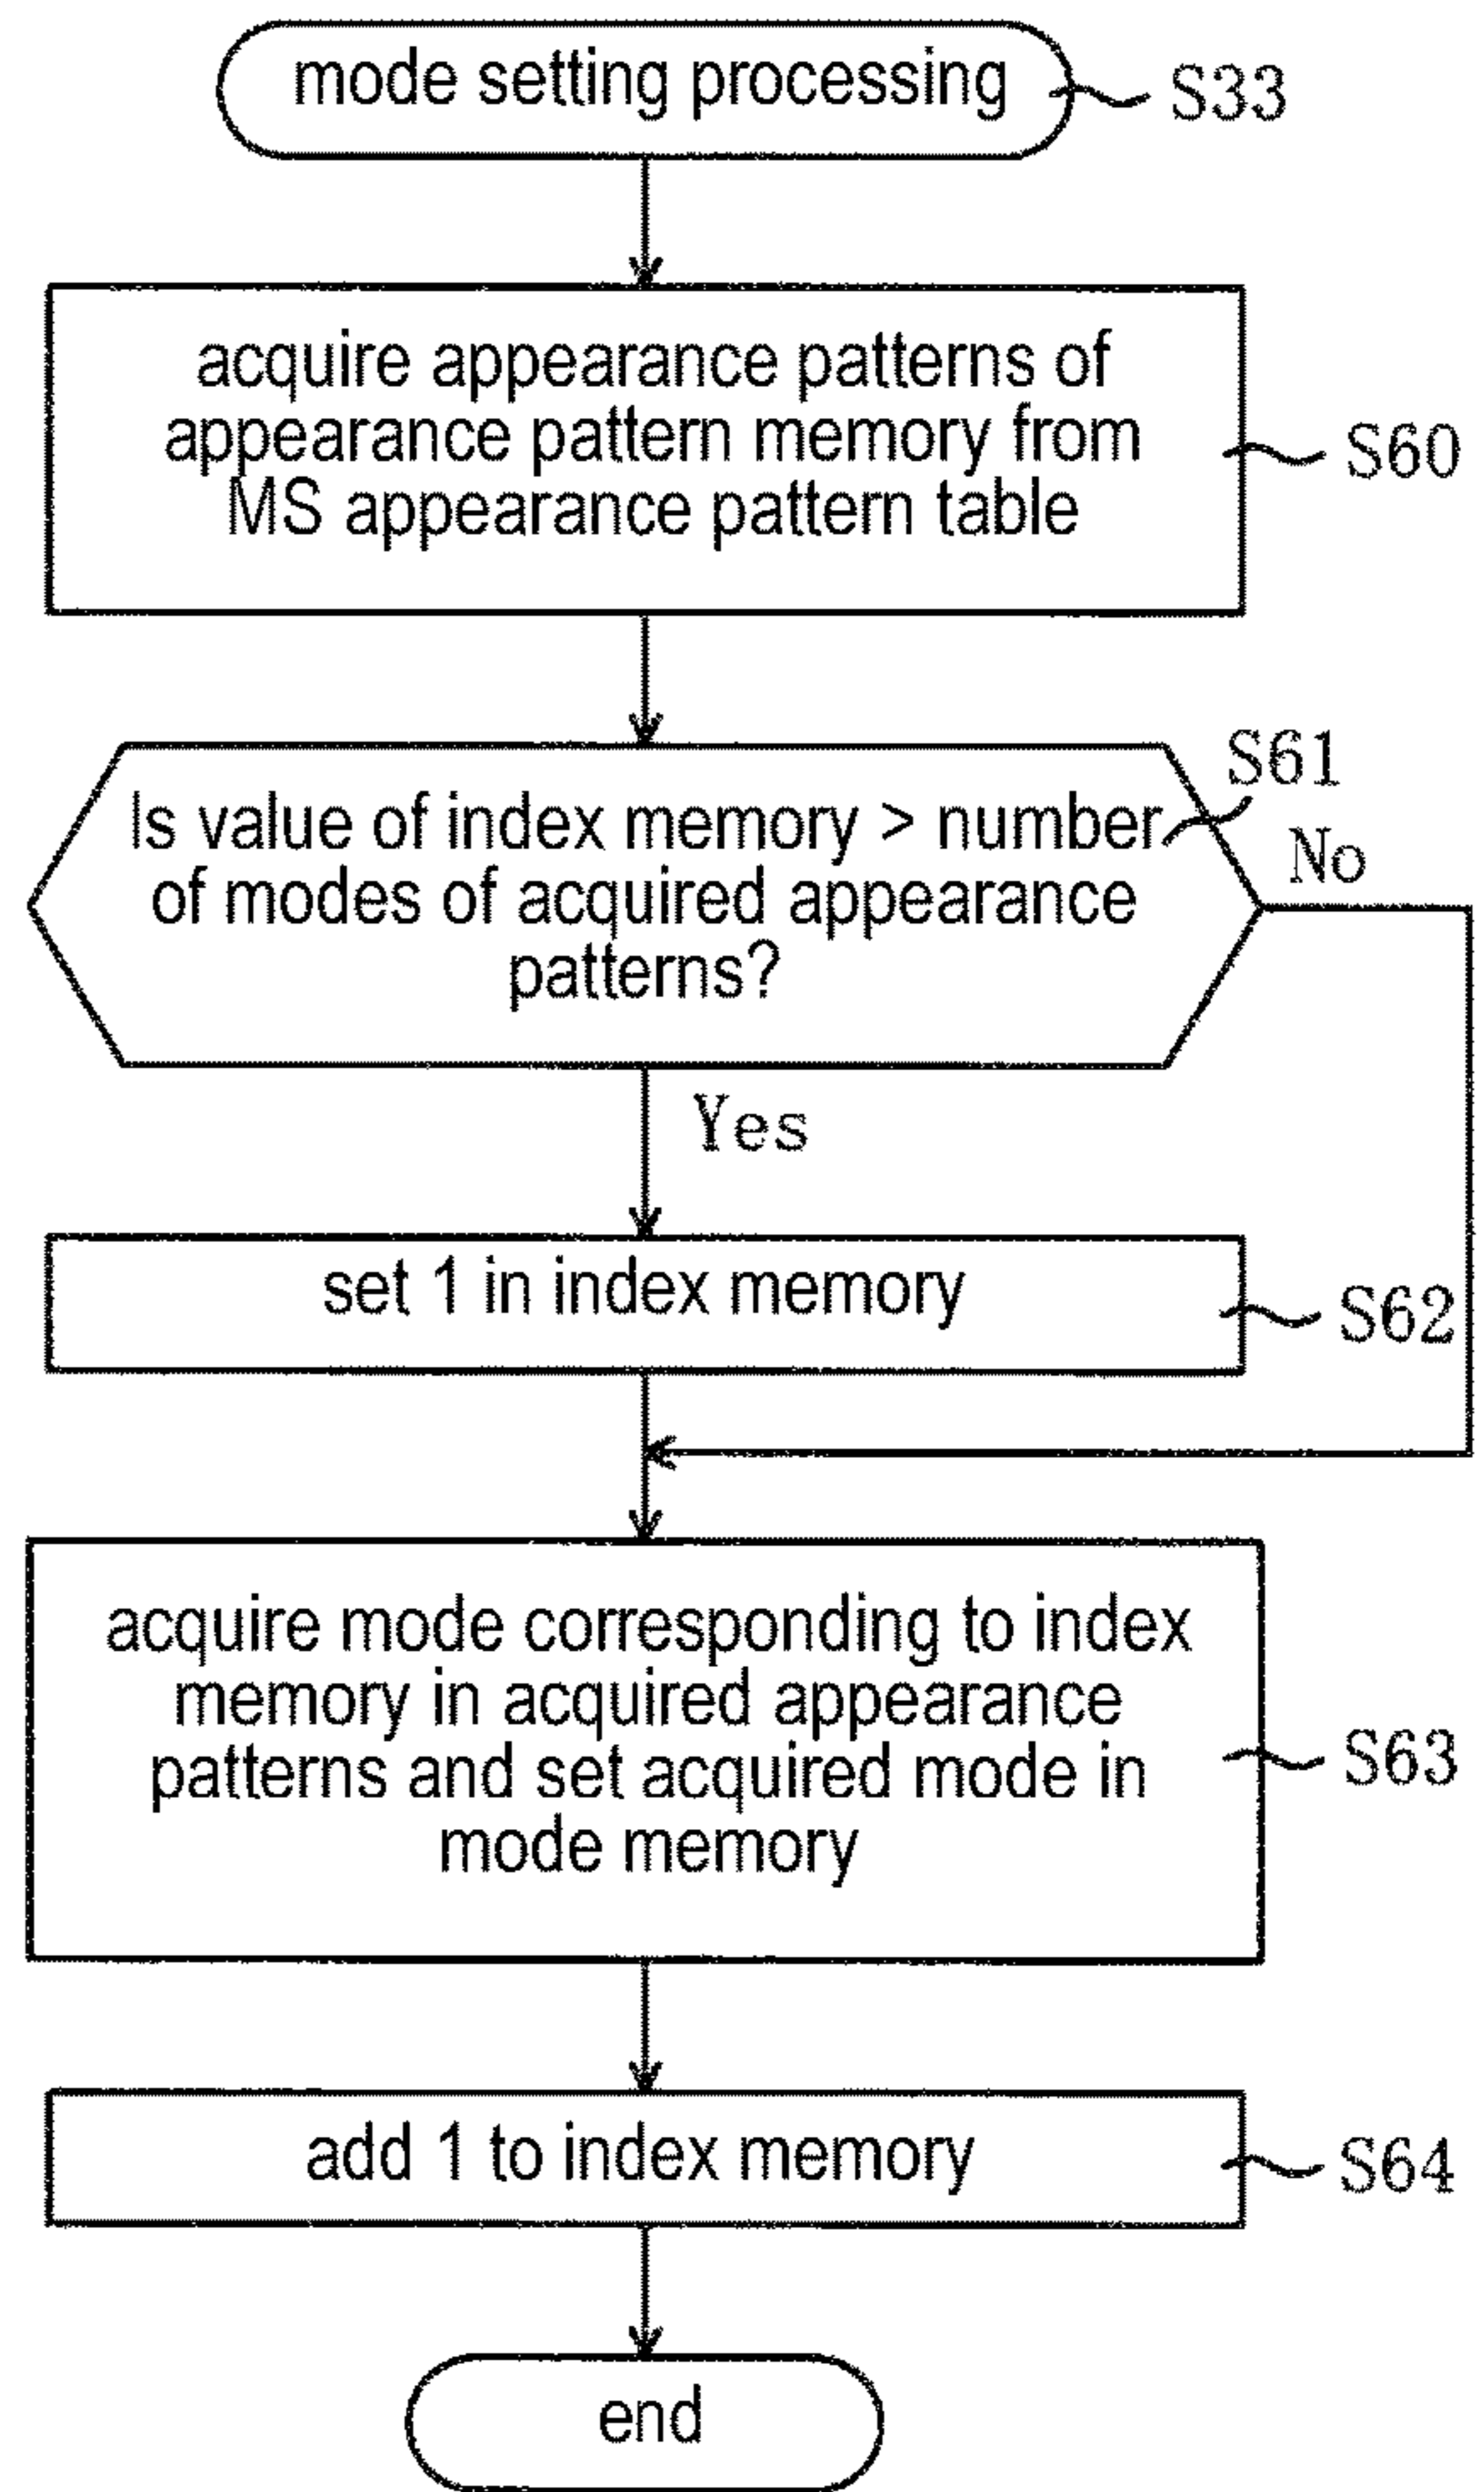 mode setting processing
S33
acquire appearance patterns of
appearance pattern memory from
MS appearance pattern table
S60
Is value of index memory > number
of modes of acquired appearance
patterns?
S61
No
Yes
set 1 in index memory
S62
acquire mode corresponding to index
memory in acquired appearance
patterns and set acquired mode in
mode memory
S63
add 1 to index memory
S64
end